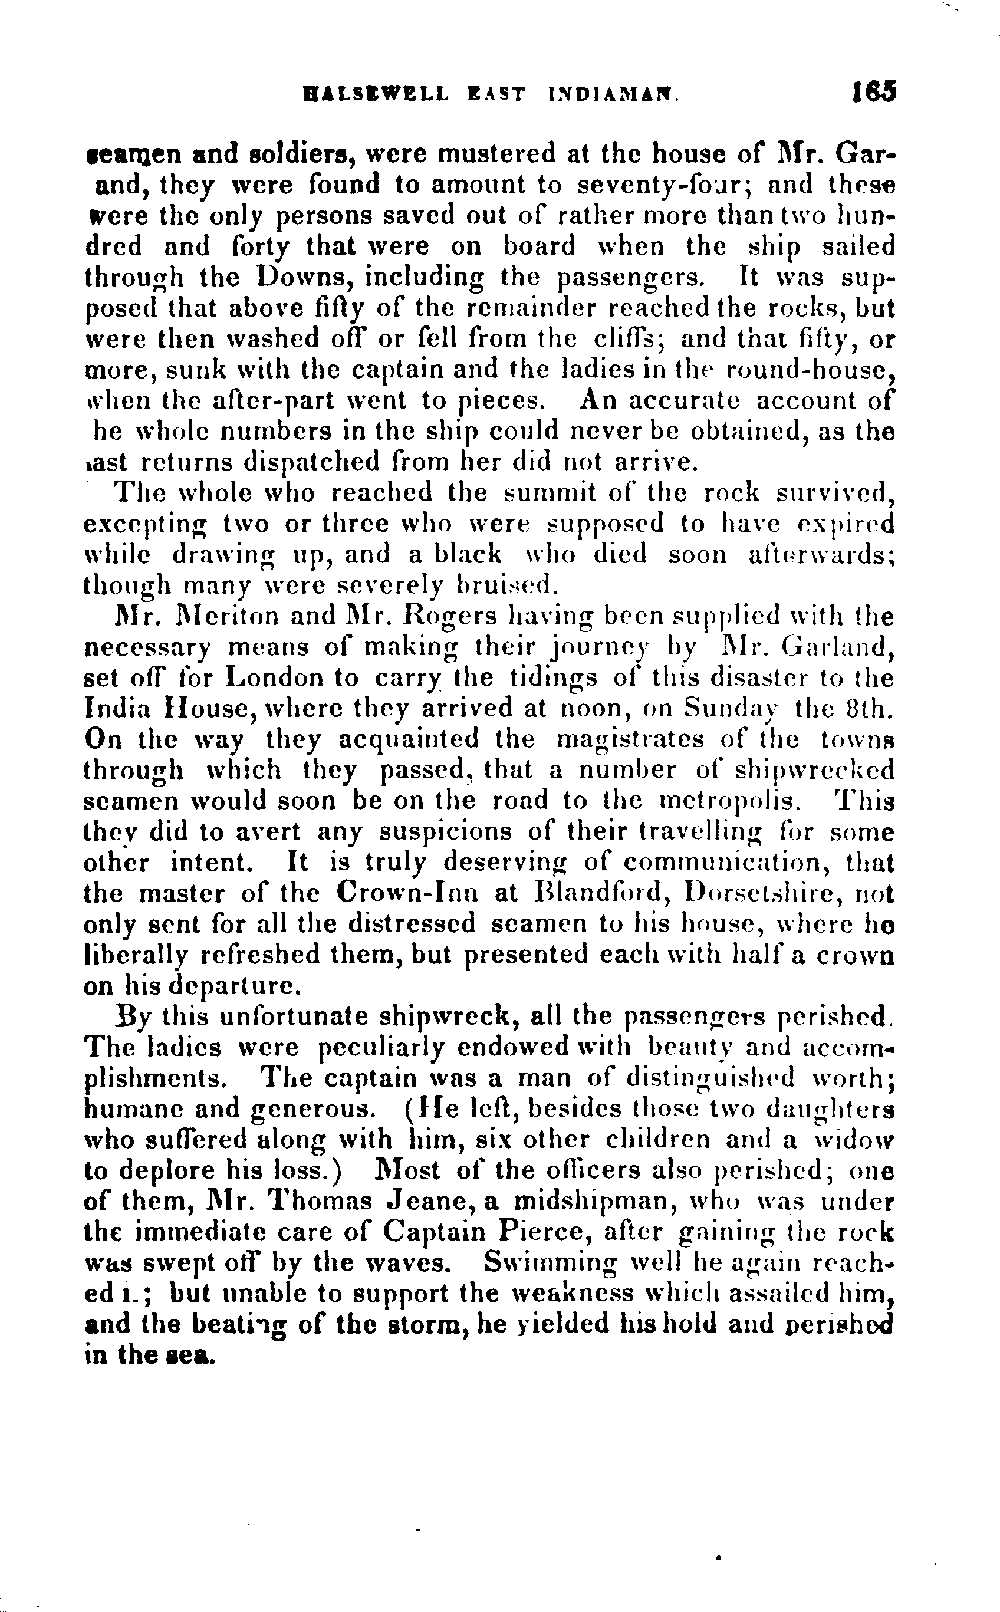 HALSEWELL EAST INDIAMAN. 165
seamen and soldiers, were mustered at the house of Mr. Gar-
and, they were found to amount to seventy-four; and these
were the only persons saved out of rather more than two hun-
dred and forty that were on board when the ship sailed
through the Downs, including the passengers. It was sup-
posed that above fifty of the remainder reached the rocks, but
were then washed off or fell from the cliffs; and that fifty, or
more, sunk with the captain and the ladies in the round-house,
when the after-part went to pieces. An accurate account of
he whole numbers in the ship could never be obtained, as the
last returns dispatched from her did not arrive.
The whole who reached the summit of the rock survived,
excepting two or three who were supposed to have expired
while drawing up, and a black who died soon afterwards;
though many were severely bruised.
Mr. Meriton and Mr. Rogers having been supplied with the
necessary means of making their journey by Mr. Garland,
set off for London to carry the tidings of this disaster to the
India House, where they arrived at noon, on Sunday the 8th.
On the way they acquainted the magistrates of the towns
through which they passed, that a number of shipwrecked
seamen would soon be on the road to the metropolis. This
they did to avert any suspicions of their travelling for some
other intent. It is truly deserving of communication, that
the master of the Crown-Inn at Blandford, Dorsetshire, not
only sent for all the distressed seamen to his house, where he
liberally refreshed them, but presented each with half a crown
on his departure.
By this unfortunate shipwreck, all the passengers perished.
The ladies were peculiarly endowed with beauty and accom-
plishments. The captain was a man of distinguished worth;
humane and generous. (He left, besides those two daughters
who suffered along with him, six other children and a widow
to deplore his loss.) Most of the officers also perished; one
of them, Mr. Thomas Jeane, a midshipman, who was under
the immediate care of Captain Pierce, after gaining the rock
was swept off by the waves. Swimming well he again reach-
ed i.; but unable to support the weakness which assailed him,
and the beating of the storm, he yielded his hold and perished
in the sea.